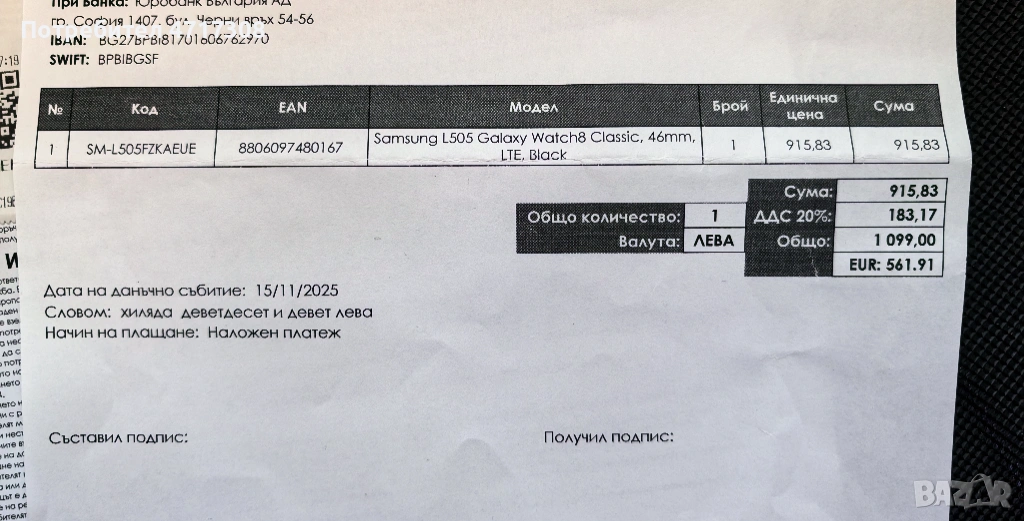 При Банка: Юробанк България АД
гр. София 1407, бул. Черни връх 54-56
Потребител 4717308
IBAN:
SWIFT: BPBIBGSF
№ Код EAN Модел Брой Единична цена Сума
1 SM-L505FZKAEUE 8806097480167 Samsung L505 Galaxy Watch8 Classic, 46mm, 1 915,83 915,83
LTE, Black
Сума: 915,83
Общо количество: 1 ДДС 20%: 183,17
Валута: ЛЕВА Общо: 1 099,00
EUR: 561.91
Дата на данъчно събитие: 15/11/2025
Словом: хиляда деветдесет и девет лева
Начин на плащане: Наложен платеж
Съставил подпис: Получил подпис:
BAZAR